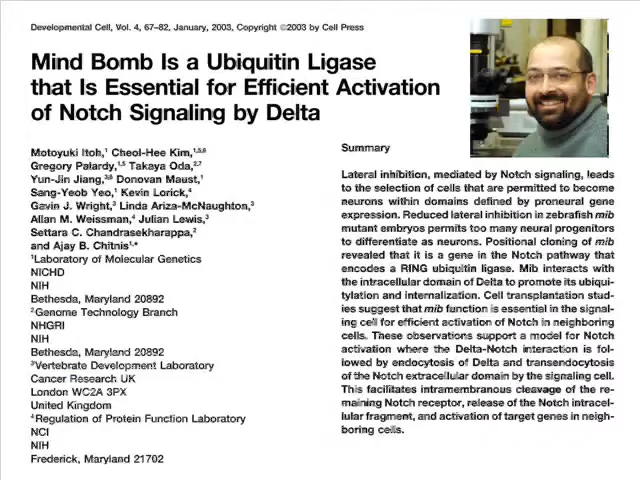 Developmental Cell, Vol. 4, 67–82, January, 2003, Copyright ©2003 by Cell Press
Mind Bomb Is a Ubiquitin Ligase
that Is Essential for Efficient Activation
of Notch Signaling by Delta
Motoyuki Itoh,¹ Cheol-Hee Kim,¹,⁵,⁶
Gregory Palardy,¹,⁵ Takaya Oda,²,⁷
Yun-Jin Jiang,³,⁸ Donovan Maust,¹
Sang-Yeob Yeo,¹ Kevin Lorick,⁴
Gavin J. Wright,³ Linda Ariza-McNaughton,³
Allan M. Weissman,⁴ Julian Lewis,³
Settara C. Chandrasekharappa,²
and Ajay B. Chitnis¹,*
¹Laboratory of Molecular Genetics
NICHD
NIH
Bethesda, Maryland 20892
²Genome Technology Branch
NHGRI
NIH
Bethesda, Maryland 20892
³Vertebrate Development Laboratory
Cancer Research UK
London WC2A 3PX
United Kingdom
⁴Regulation of Protein Function Laboratory
NCI
NIH
Frederick, Maryland 21702
Summary
Lateral inhibition, mediated by Notch signaling, leads
to the selection of cells that are permitted to become
neurons within domains defined by proneural gene
expression. Reduced lateral inhibition in zebrafish mib
mutant embryos permits too many neural progenitors
to differentiate as neurons. Positional cloning of mib
revealed that it is a gene in the Notch pathway that
encodes a RING ubiquitin ligase. Mib interacts with
the intracellular domain of Delta to promote its ubiqui-
tylation and internalization. Cell transplantation stud-
ies suggest that mib function is essential in the signal-
ing cell for efficient activation of Notch in neighboring
cells. These observations support a model for Notch
activation where the Delta-Notch interaction is fol-
lowed by endocytosis of Delta and transendocytosis
of the Notch extracellular domain by the signaling cell.
This facilitates intramembranous cleavage of the re-
maining Notch receptor, release of the Notch intracel-
lular fragment, and activation of target genes in neigh-
boring cells.